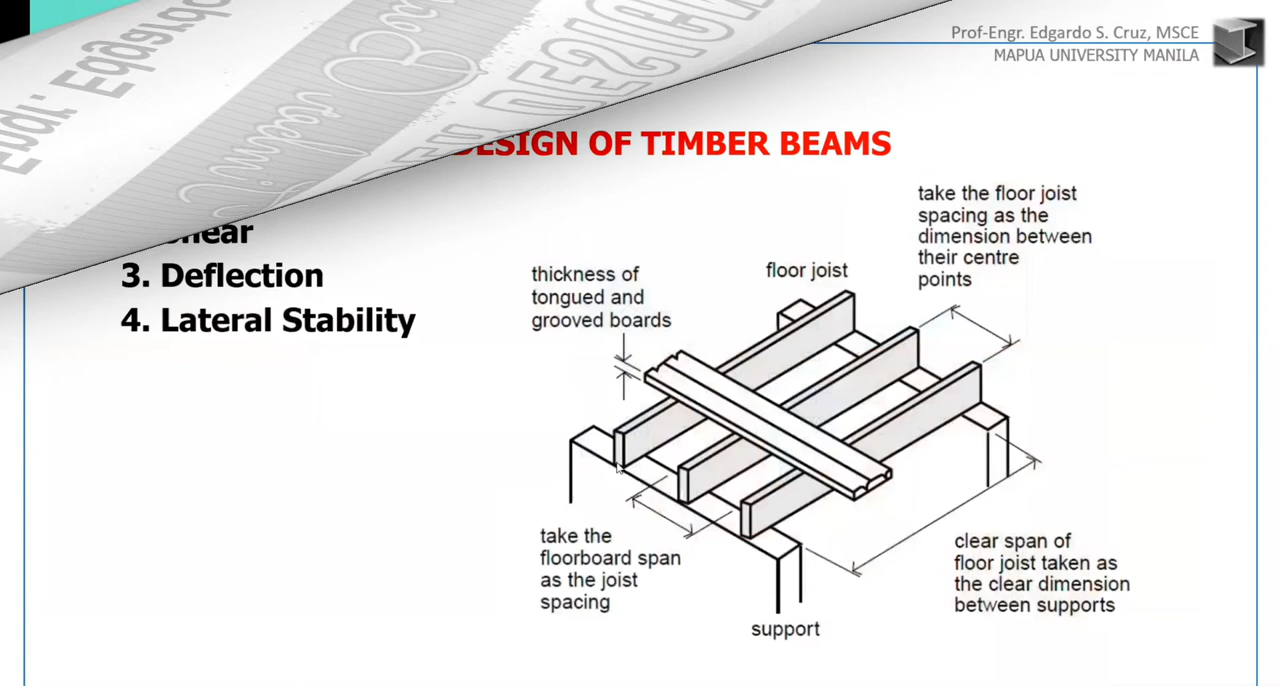 Prof-Engr. Edgardo S. Cruz, MSCE
MAPUA UNIVERSITY MANILA
DESIGN OF TIMBER BEAMS
Shear
3. Deflection
4. Lateral Stability
take the floor joist
spacing as the
dimension between
their centre
points
floor joist
thickness of
tongued and
grooved boards
take the
floorboard span
as the joist
spacing
clear span of
floor joist taken as
the clear dimension
between supports
support